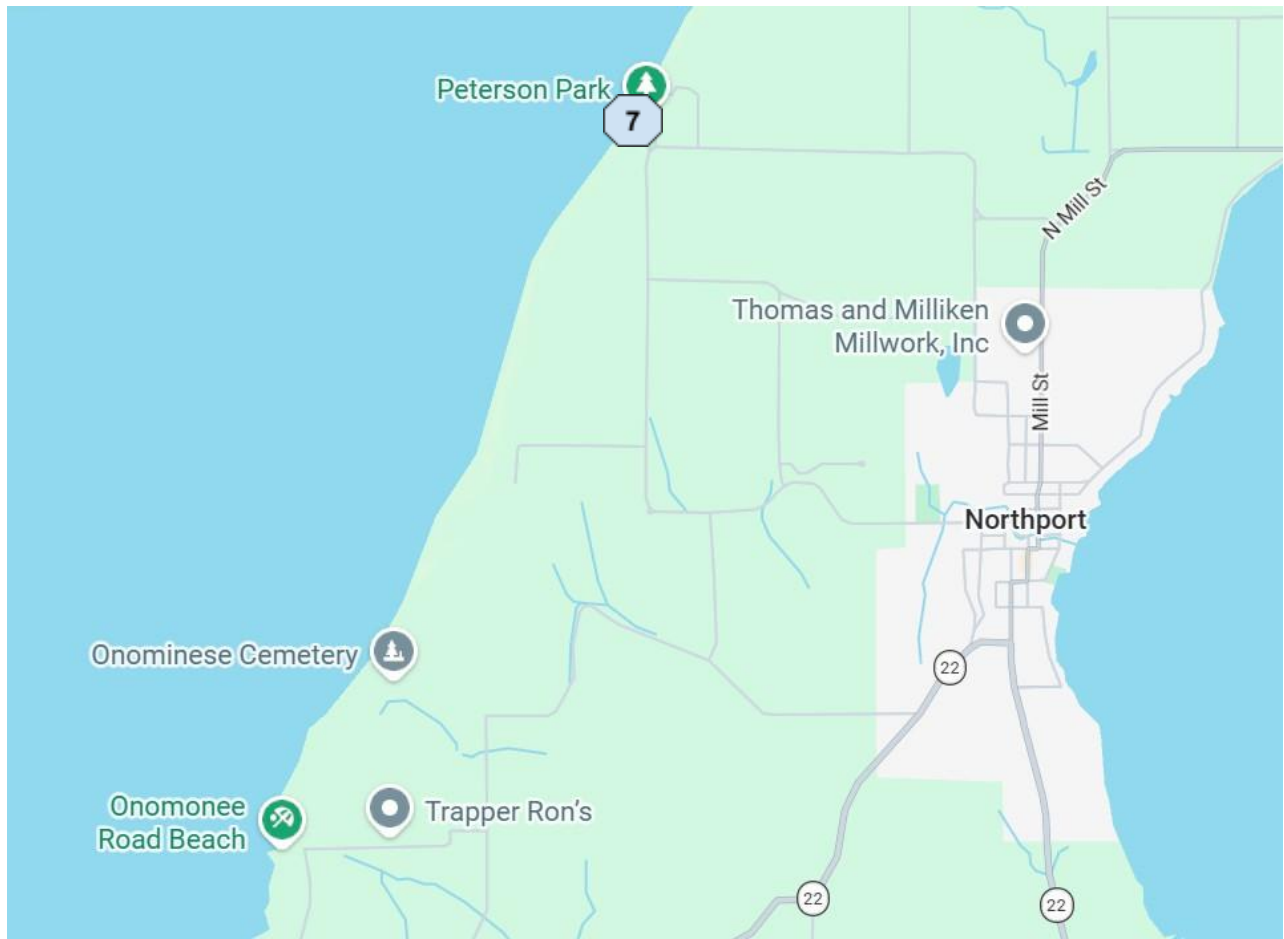 Peterson Park
7
N Mill St
Thomas and Milliken
Millwork, Inc
Mill St
Northport
Onominese Cemetery
22
Onomonee
Road Beach
Trapper Ron's
22
22